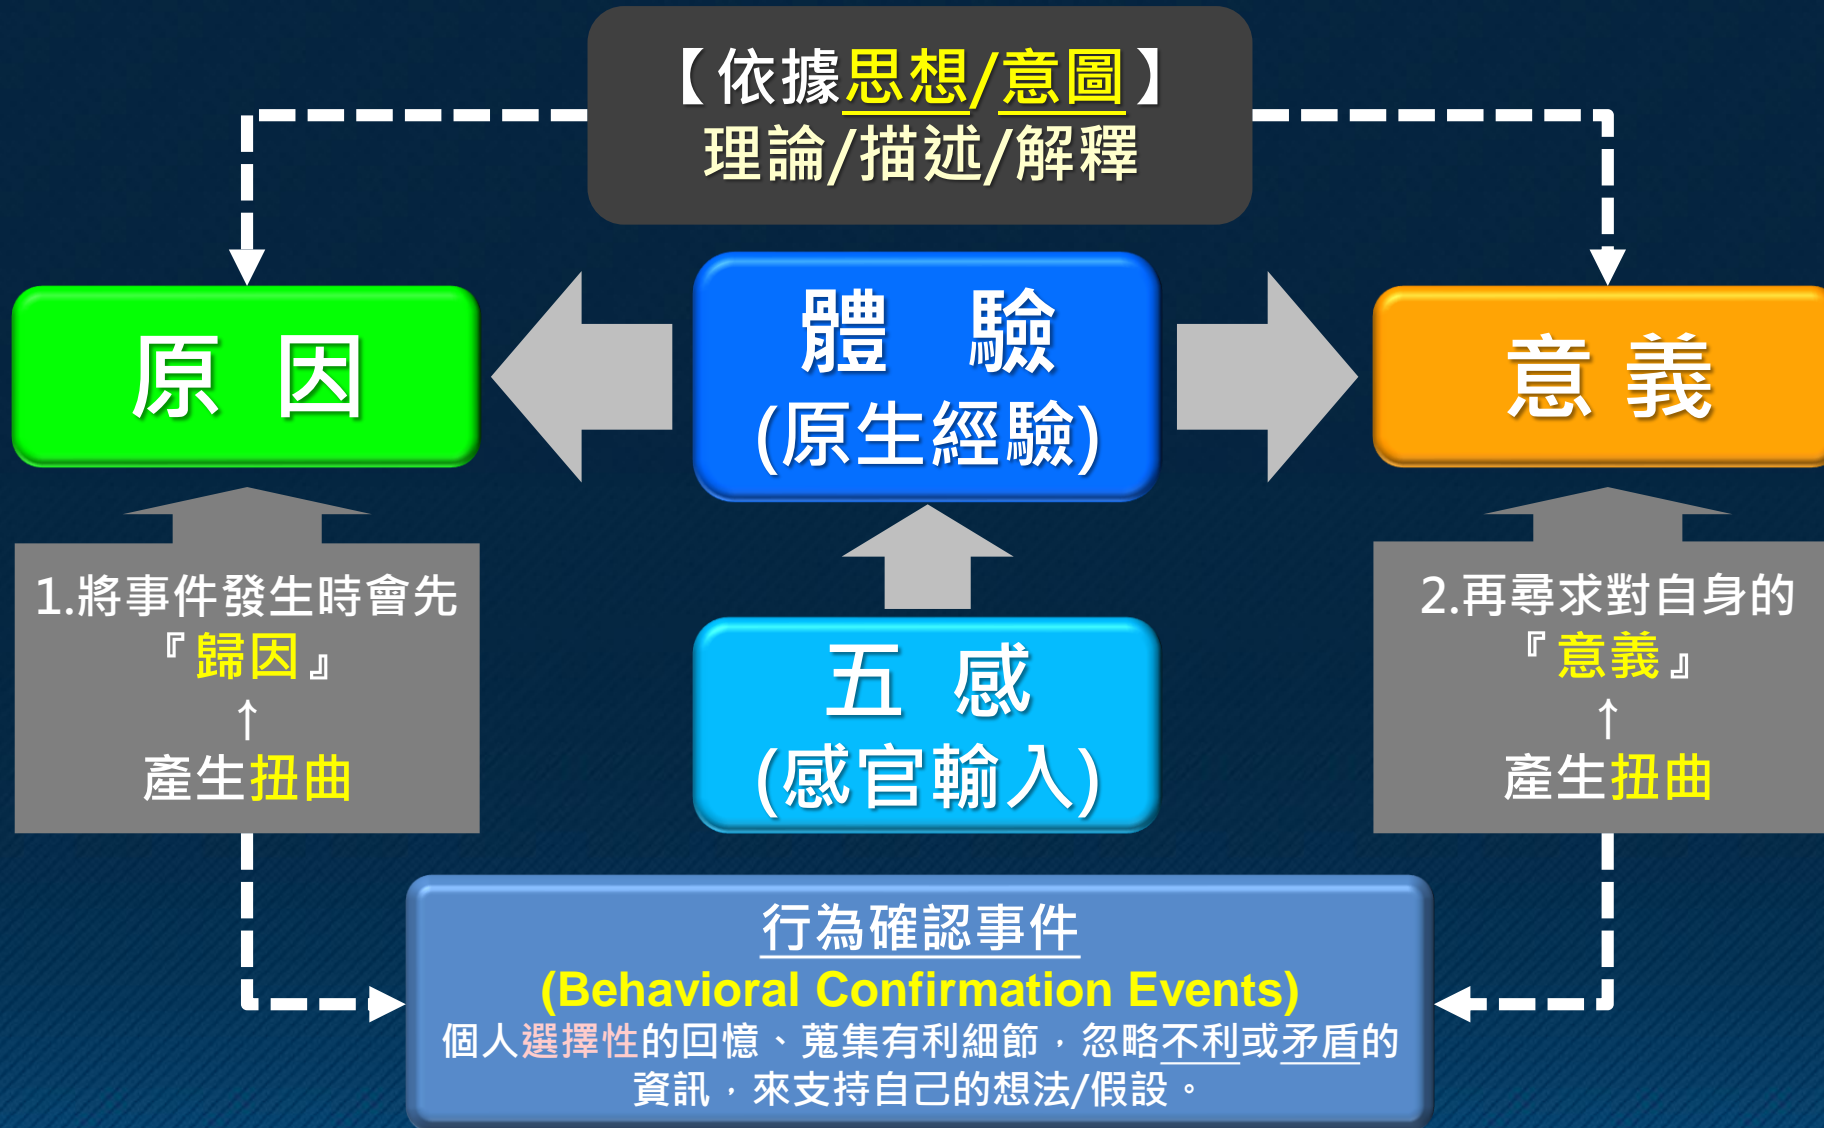 【依據思想/意圖】
理論/描述/解釋
原 因
體 驗
(原生經驗)
意 義
1.將事件發生時會先
『歸因』
↑
產生扭曲
五 感
(感官輸入)
2.再尋求對自身的
『意義』
↑
產生扭曲
行為確認事件
(Behavioral Confirmation Events)
個人選擇性的回憶、蒐集有利細節，忽略不利或矛盾的
資訊，來支持自己的想法/假設。